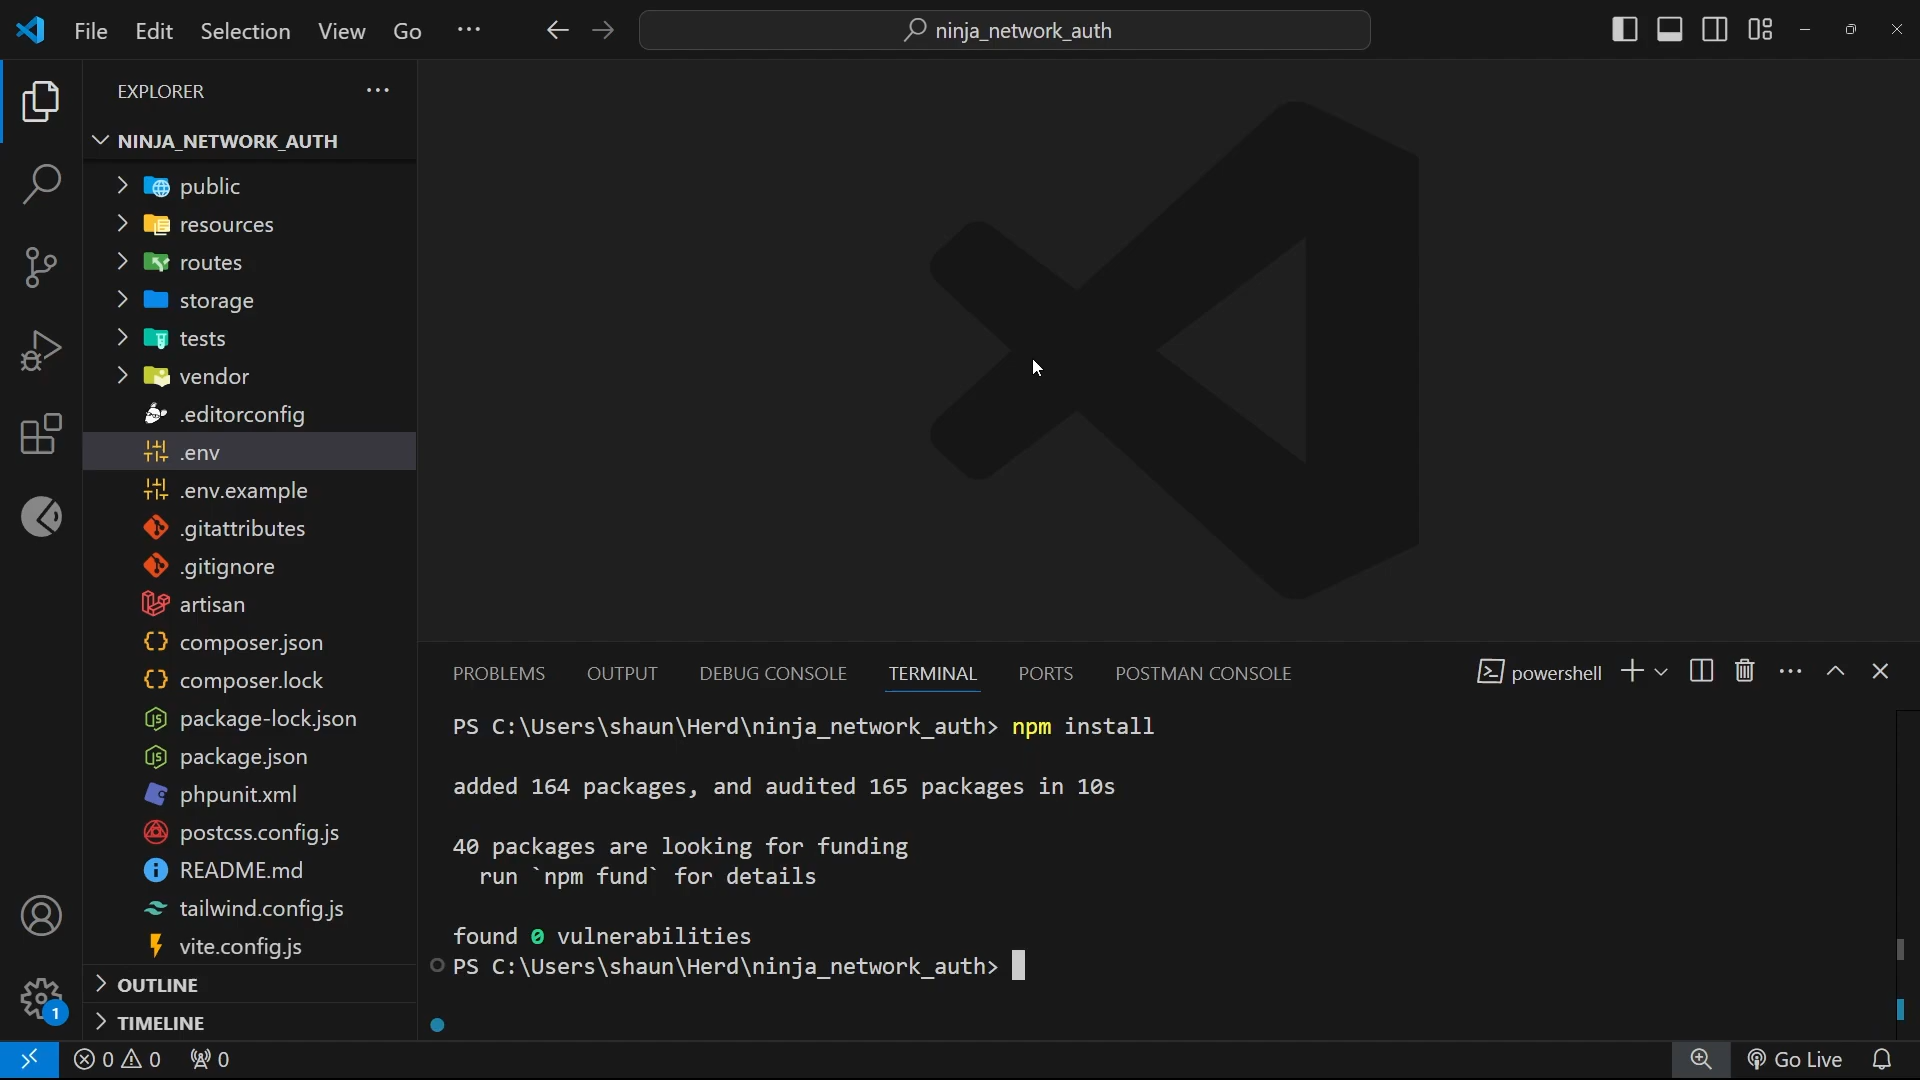 File Edit Selection View Go ...
ninja_network_auth
EXPLORER
NINJA_NETWORK_AUTH
public
resources
routes
storage
tests
vendor
.editorconfig
.env
.env.example
.gitattributes
.gitignore
artisan
composer.json
composer.lock
package-lock.json
package.json
phpunit.xml
postcss.config.js
README.md
tailwind.config.js
vite.config.js
OUTLINE
TIMELINE
1
PROBLEMS OUTPUT DEBUG CONSOLE TERMINAL PORTS POSTMAN CONSOLE
powershell
PS C:\Users\shaun\Herd\ninja_network_auth> npm install
added 164 packages, and audited 165 packages in 10s
40 packages are looking for funding
run `npm fund` for details
found 0 vulnerabilities
PS C:\Users\shaun\Herd\ninja_network_auth>
0 0 0
Go Live